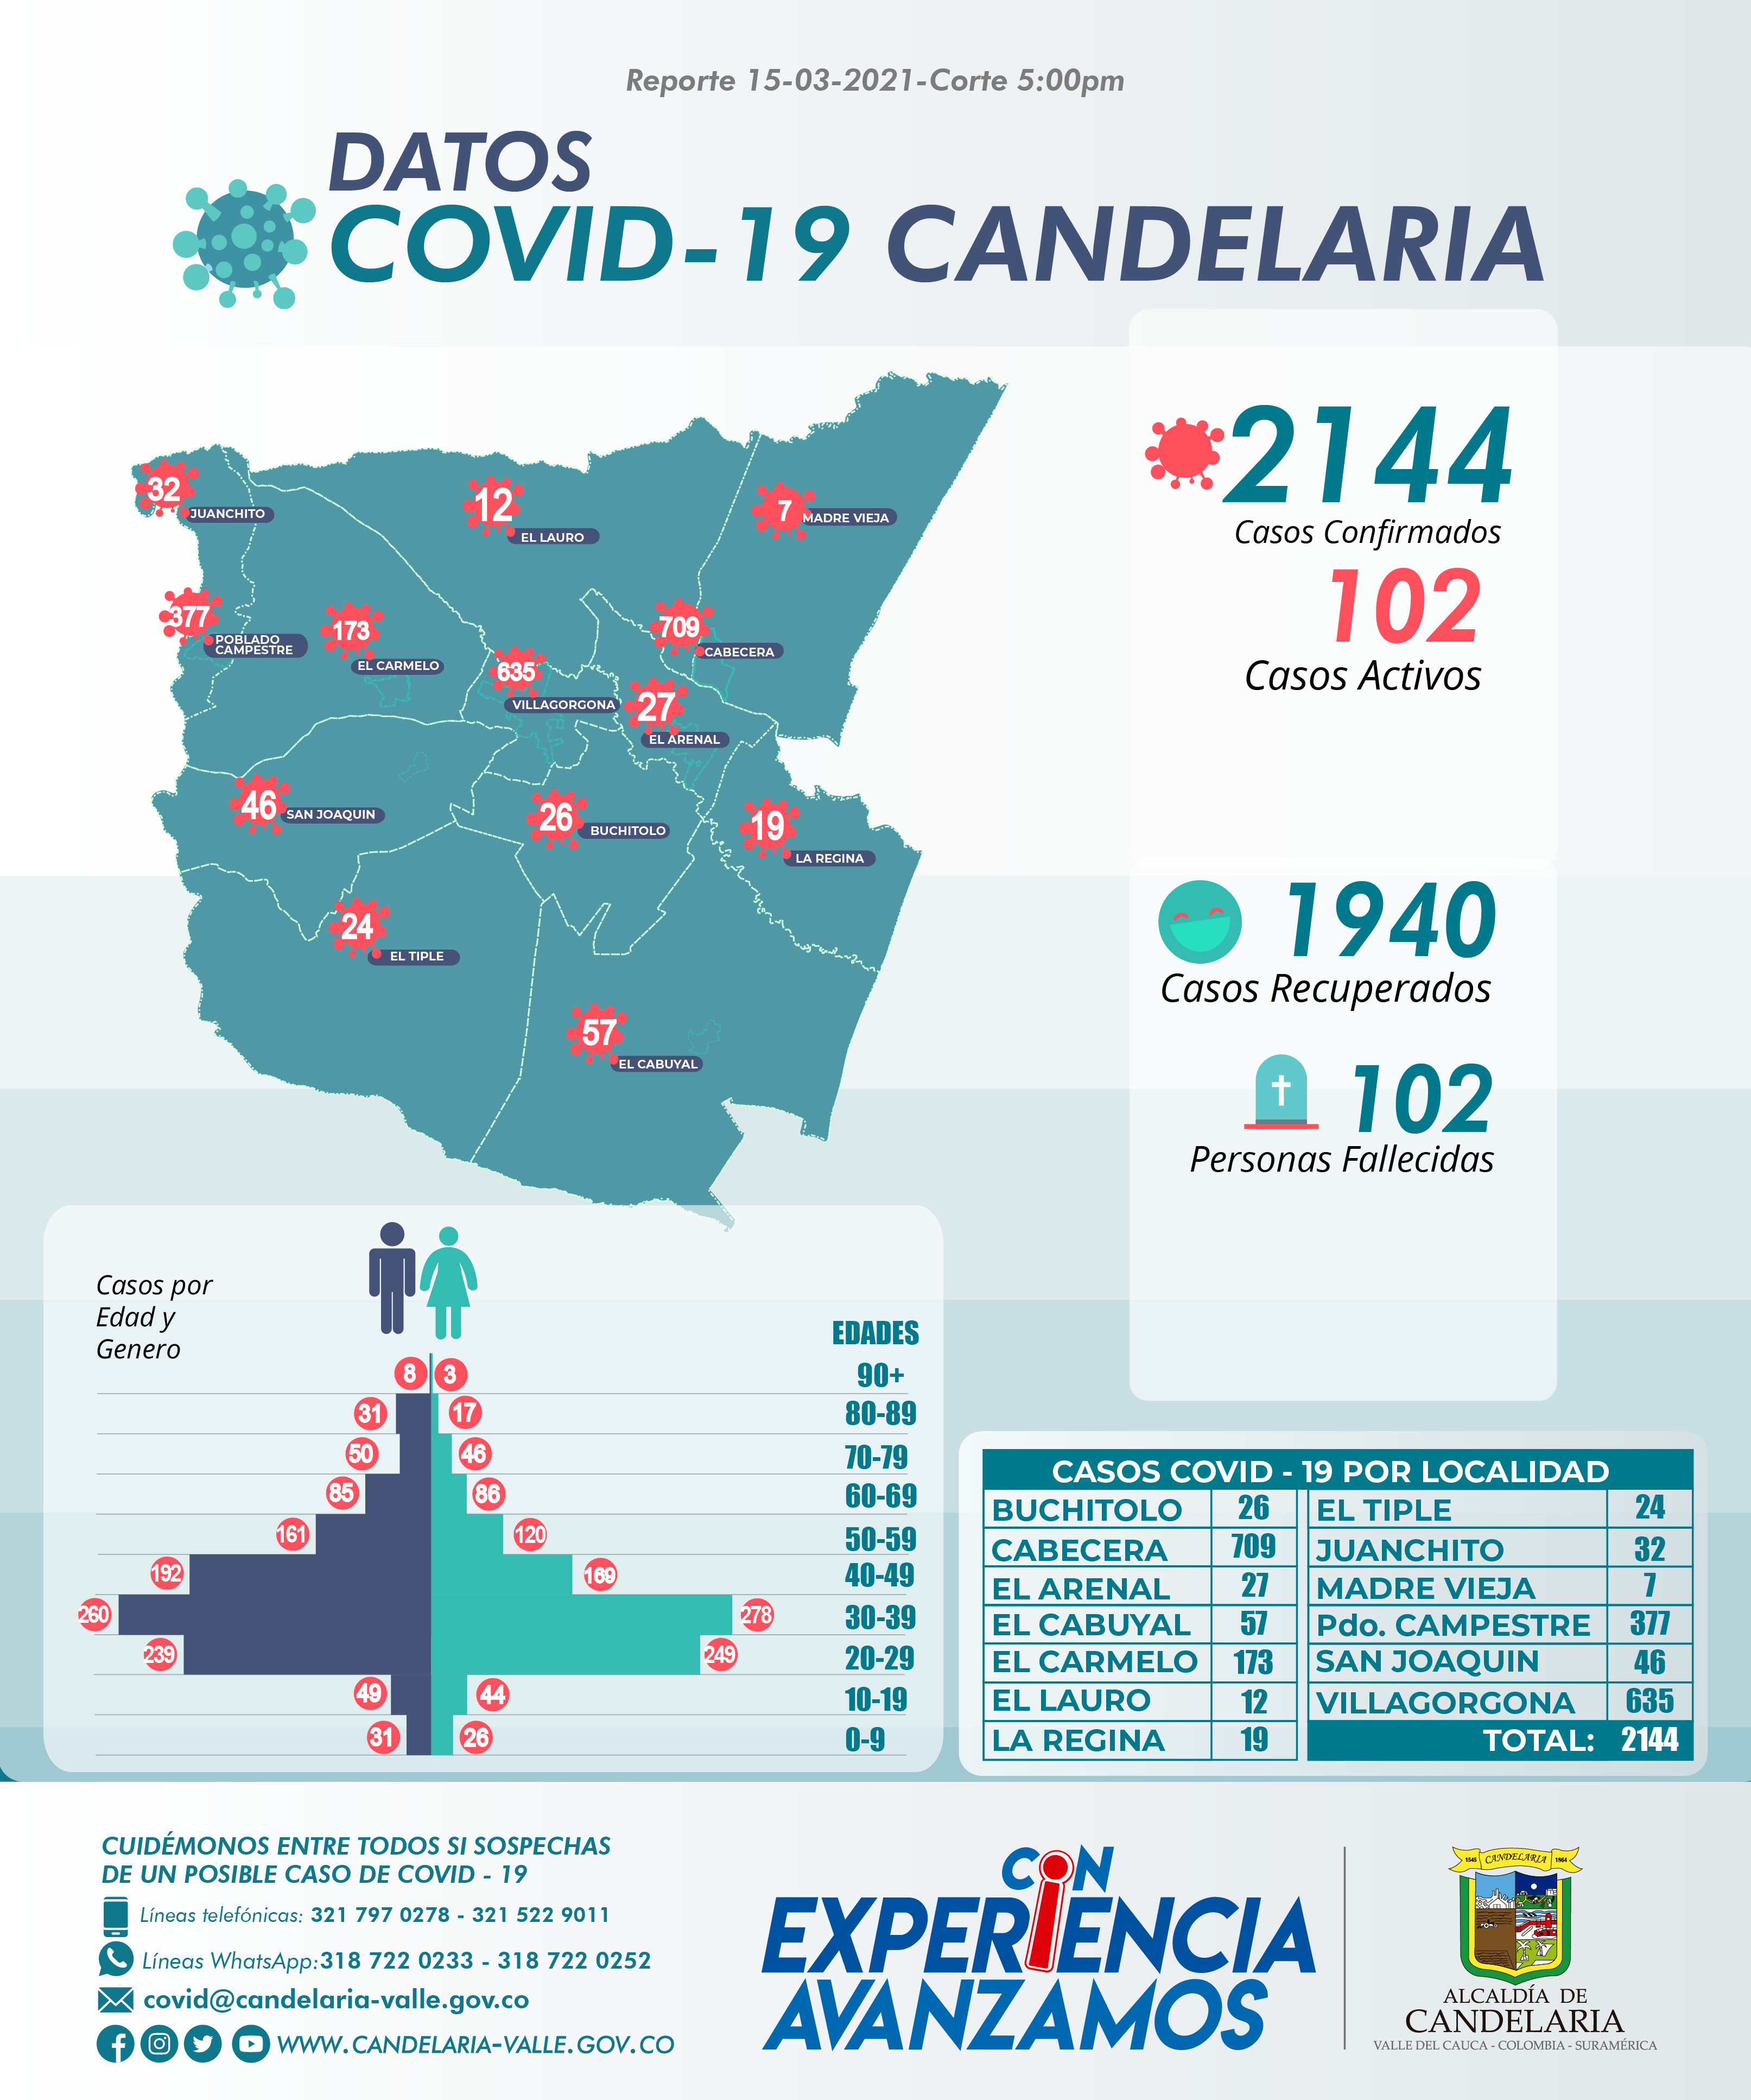 Reporte 15-03-2021-Corte 5:00pm
DATOS
COVID-19 CANDELARIA
2144
Casos Confirmados
102
Casos Activos
1940
Casos Recuperados
102
Personas Fallecidas
32
JUANCHITO
12
EL LAURO
7
MADRE VIEJA
377
POBLADO
CAMPESTRE
173
EL CARMELO
709
CABECERA
635
VILLAGORGONA
27
EL ARENAL
46
SAN JOAQUIN
26
BUCHITOLO
19
LA REGINA
24
EL TIPLE
57
EL CABUYAL
Casos por
Edad y
Genero
EDADES
8 3 90+
31 17 80-89
50 46 70-79
85 86 60-69
161 120 50-59
192 169 40-49
260 278 30-39
239 249 20-29
49 44 10-19
31 26 0-9
CASOS COVID - 19 POR LOCALIDAD
BUCHITOLO 26 EL TIPLE 24
CABECERA 709 JUANCHITO 32
EL ARENAL 27 MADRE VIEJA 7
EL CABUYAL 57 Pdo. CAMPESTRE 377
EL CARMELO 173 SAN JOAQUIN 46
EL LAURO 12 VILLAGORGONA 635
LA REGINA 19 TOTAL: 2144
CUIDÉMONOS ENTRE TODOS SI SOSPECHAS
DE UN POSIBLE CASO DE COVID - 19
Líneas telefónicas: 321 797 0278 - 321 522 9011
Líneas WhatsApp:318 722 0233 - 318 722 0252
covid@candelaria-valle.gov.co
WWW.CANDELARIA-VALLE.GOV.CO
CON
EXPERIENCIA
AVANZAMOS
1545 CANDELARIA 1864
ALCALDÍA DE
CANDELARIA
VALLE DEL CAUCA - COLOMBIA - SURAMÉRICA